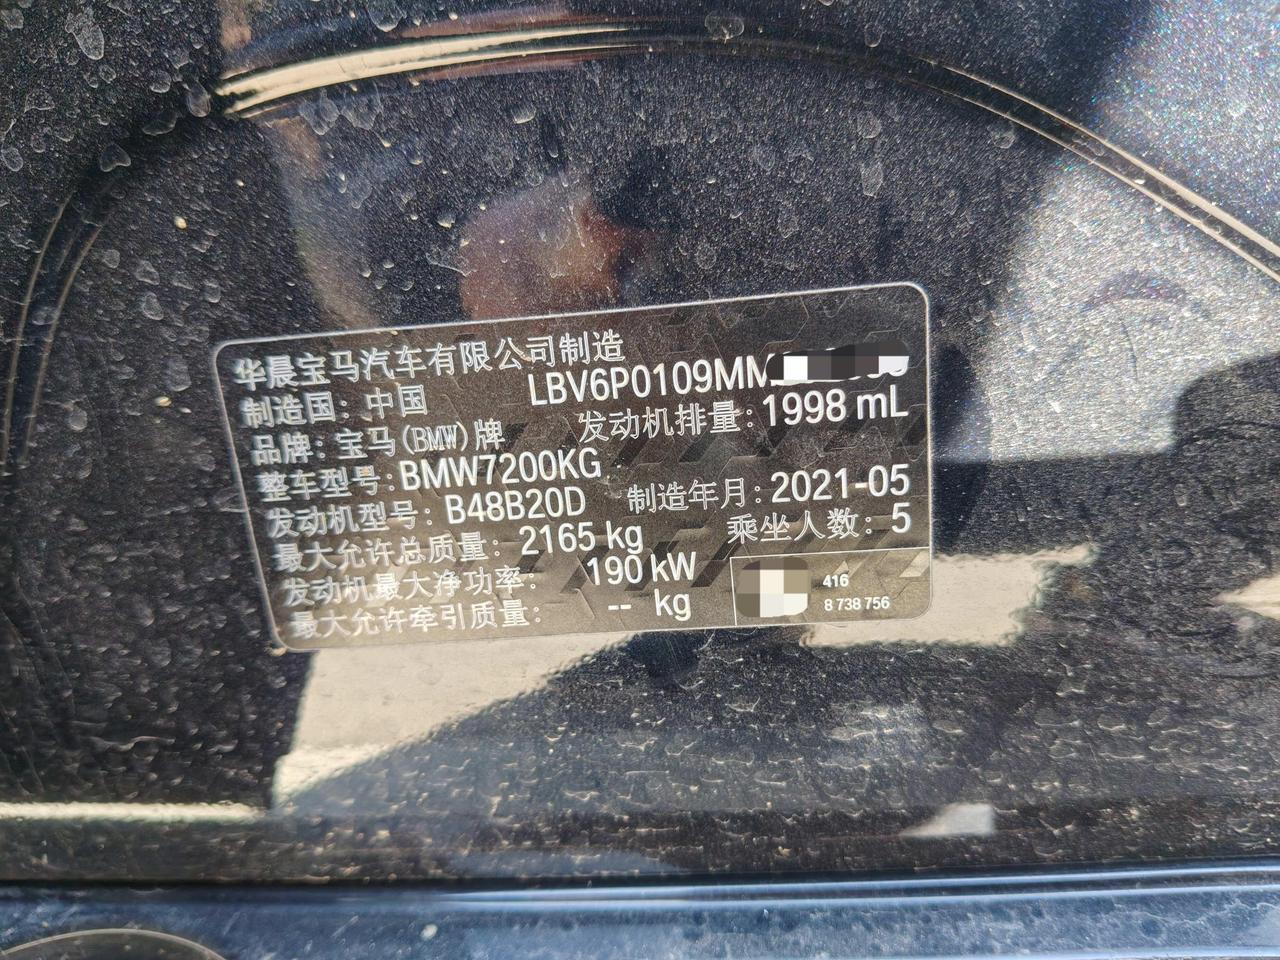 华晨宝马汽车有限公司制造
制造国：中国 LBV6P0109MM
品牌：宝马(BMW)牌 发动机排量：1998 mL
整车型号：BMW7200KG
发动机型号：B48B20D 制造年月：2021-05
最大允许总质量：2165 kg 乘坐人数：5
发动机最大净功率：190 kW
最大允许牵引质量：-- kg
416
8 738 756